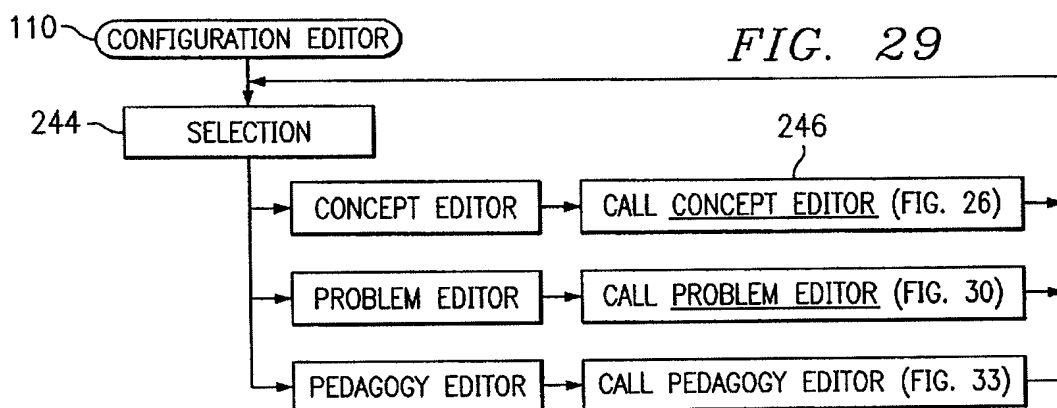 110
CONFIGURATION EDITOR
FIG. 29
244
SELECTION
246
CONCEPT EDITOR
CALL CONCEPT EDITOR (FIG. 26)
PROBLEM EDITOR
CALL PROBLEM EDITOR (FIG. 30)
PEDAGOGY EDITOR
CALL PEDAGOGY EDITOR (FIG. 33)